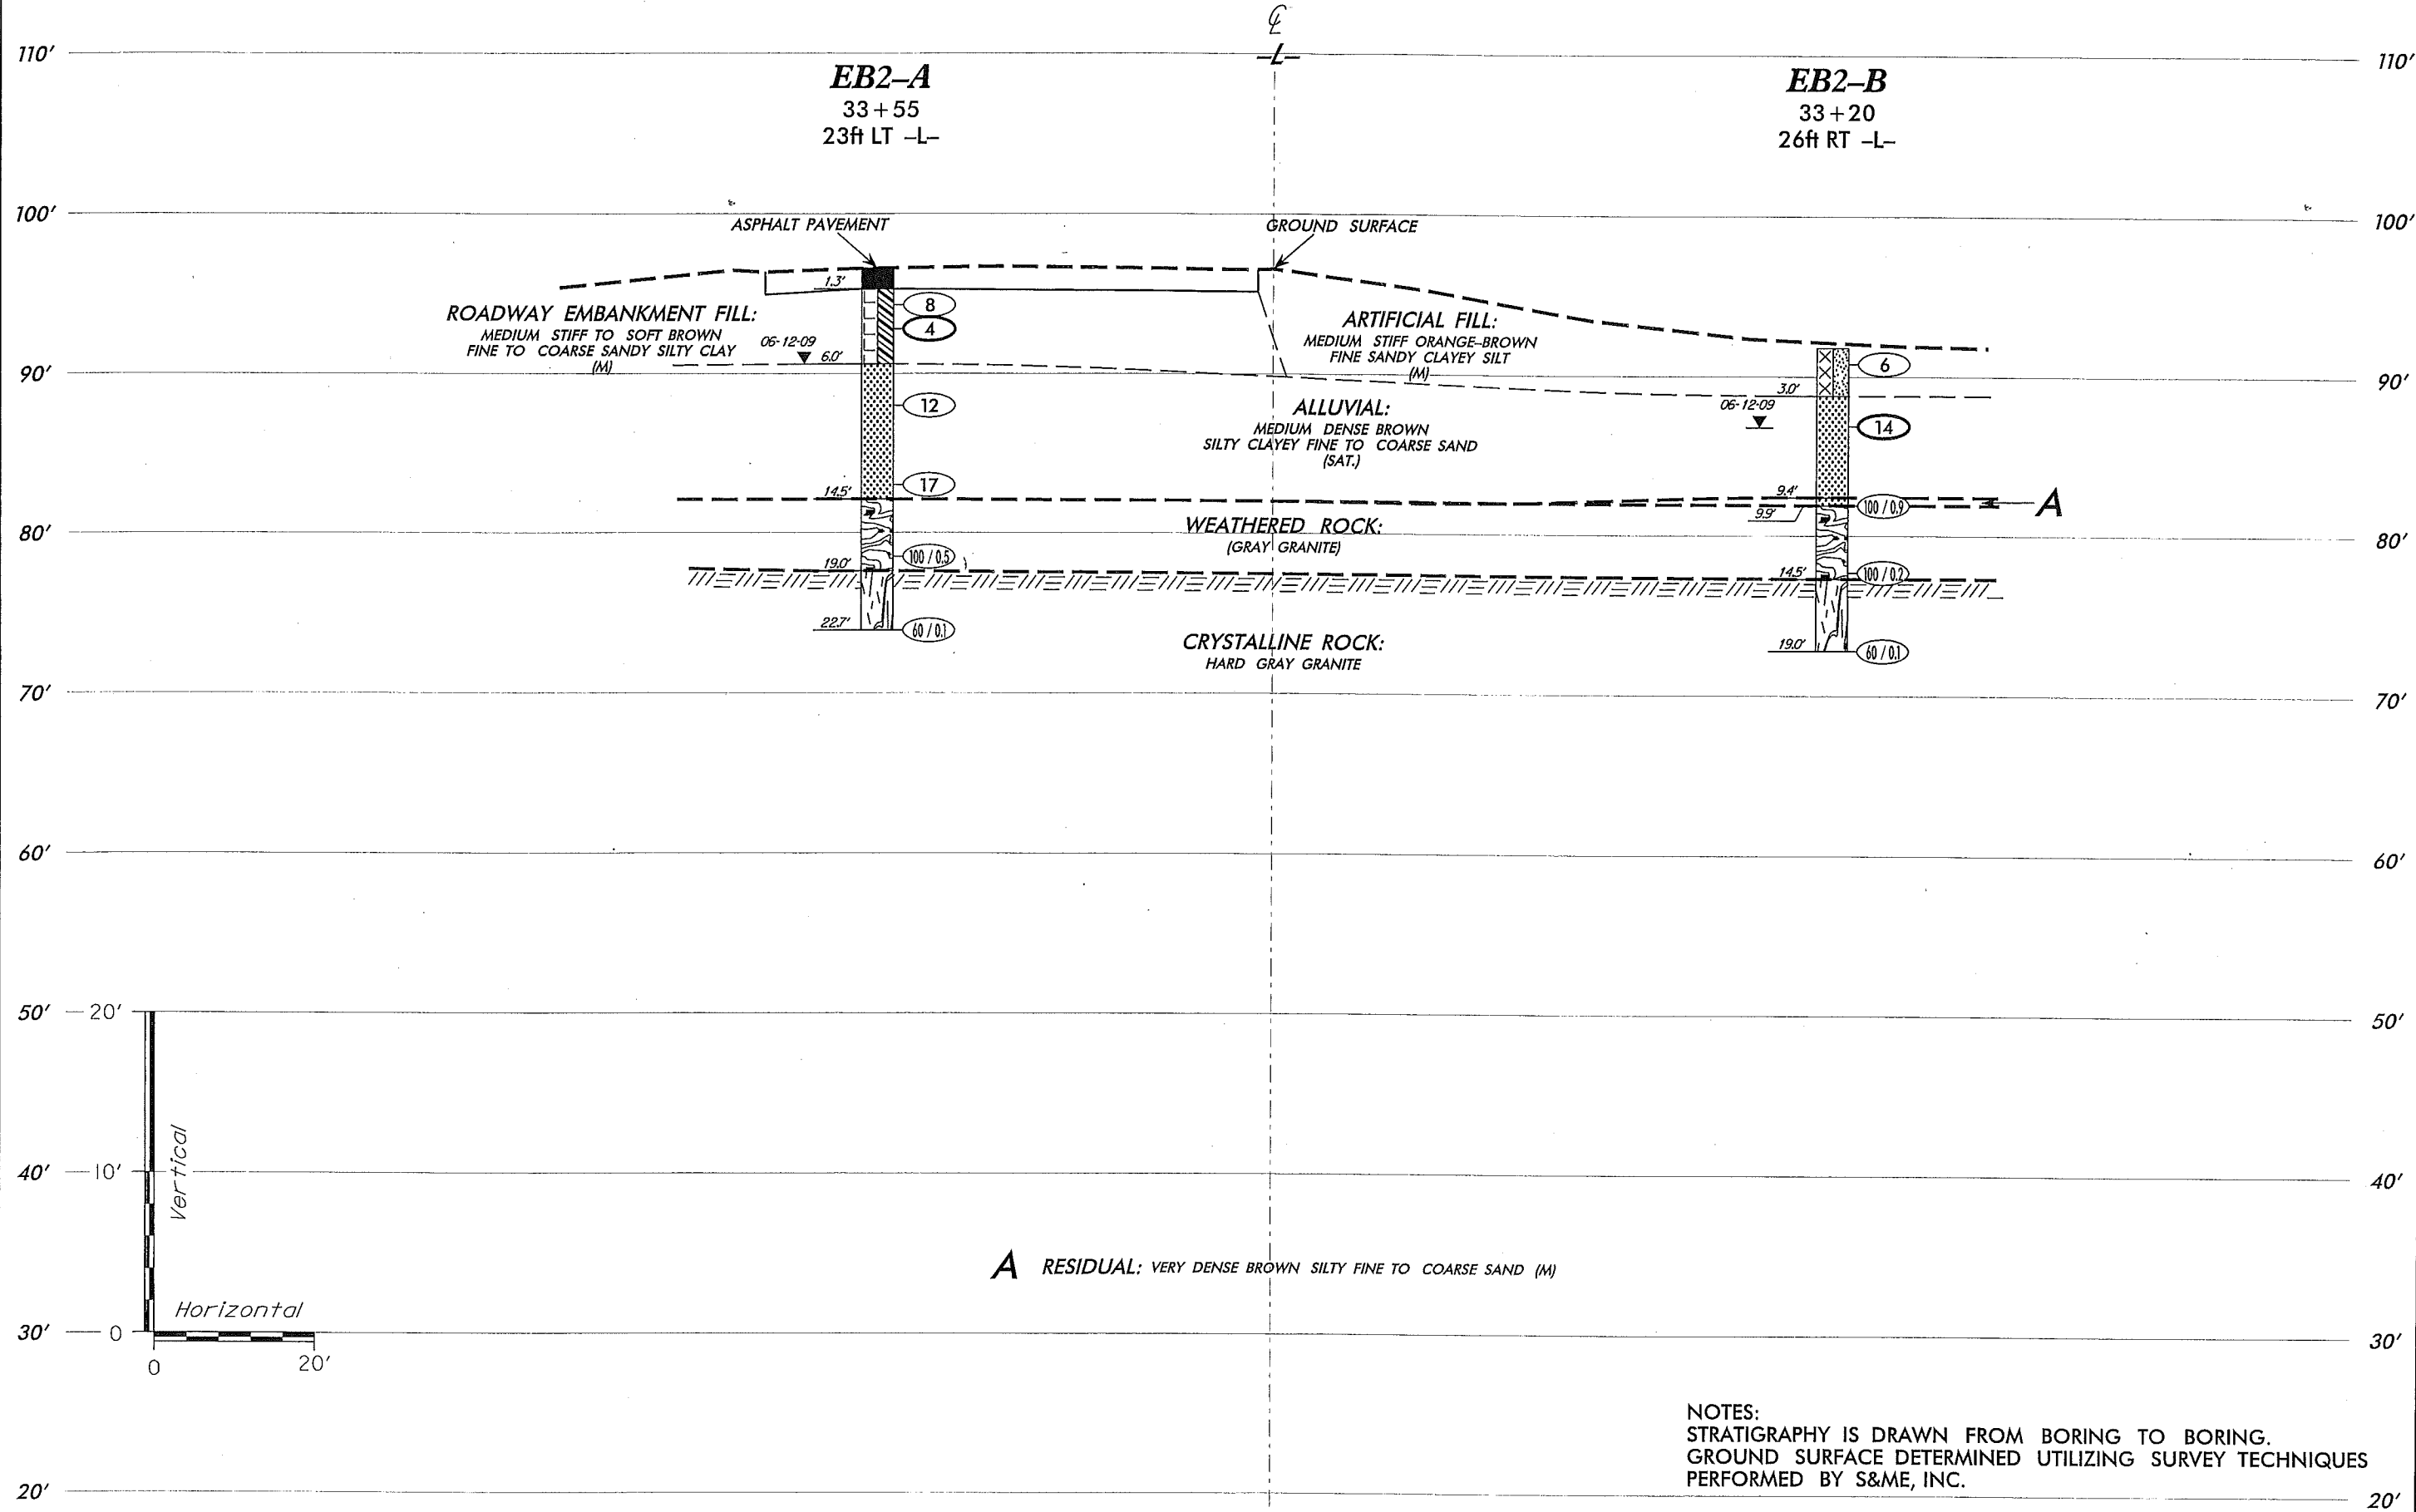 ℄
-L-
110' 110'
EB2-A
33+55
23ft LT -L-
EB2-B
33+20
26ft RT -L-
100' 100'
ASPHALT PAVEMENT
GROUND SURFACE
1.3'
8
4
ROADWAY EMBANKMENT FILL:
MEDIUM STIFF TO SOFT BROWN
FINE TO COARSE SANDY SILTY CLAY
(M)
06-12-09
6.0'
ARTIFICIAL FILL:
MEDIUM STIFF ORANGE-BROWN
FINE SANDY CLAYEY SILT
(M)
6
90' 90'
3.0'
12
ALLUVIAL:
MEDIUM DENSE BROWN
SILTY CLAYEY FINE TO COARSE SAND
(SAT.)
06-12-09
14
17
14.5'
9.4'
9.9'
100/0.9
A
80' 80'
WEATHERED ROCK:
(GRAY GRANITE)
100/0.5
19.0'
14.5'
100/0.2
22.7'
60/0.1
CRYSTALLINE ROCK:
HARD GRAY GRANITE
19.0'
60/0.1
70' 70'
60' 60'
50' 20' 50'
40' 10' 40'
Vertical
A RESIDUAL: VERY DENSE BROWN SILTY FINE TO COARSE SAND (M)
Horizontal
30' 0 30'
0 20'
NOTES:
STRATIGRAPHY IS DRAWN FROM BORING TO BORING.
GROUND SURFACE DETERMINED UTILIZING SURVEY TECHNIQUES
PERFORMED BY S&ME, INC.
20' 20'